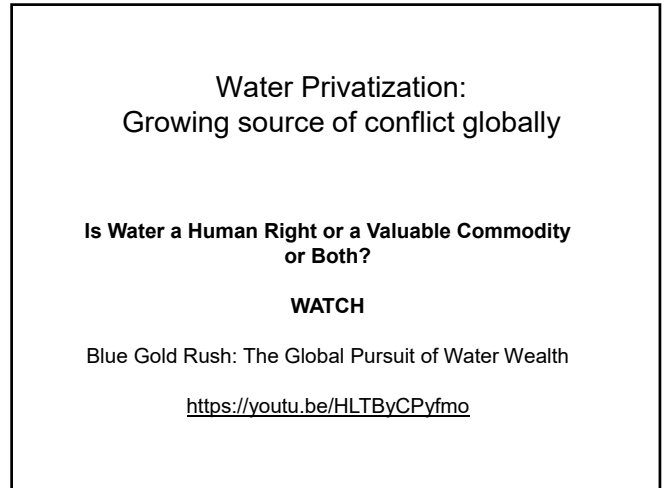 Water Privatization:
Growing source of conflict globally
Is Water a Human Right or a Valuable Commodity
or Both?
WATCH
Blue Gold Rush: The Global Pursuit of Water Wealth
https://youtu.be/HLTByCPyfmo